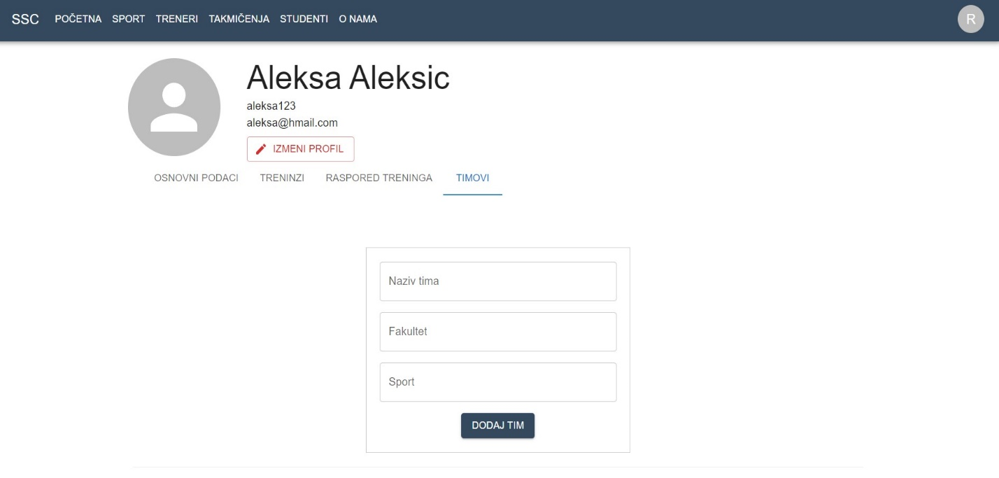 SSC POČETNA SPORT TRENERI TAKMIČENJA STUDENTI O NAMA R
Aleksa Aleksic
aleksa123
aleksa@hmail.com
IZMENI PROFIL
OSNOVNI PODACI TRENINZI RASPORED TRENINGA TIMOVI
Naziv tima
Fakultet
Sport
DODAJ TIM